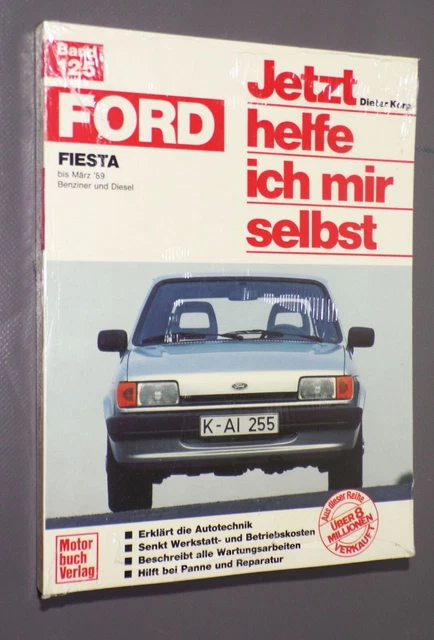 Band
125
FORD
FIESTA
bis März '89
Benziner und Diesel
Jetzt
Dieter Korp
helfe
ich mir
selbst
Ford
K-AI 255
Erklärt die Autotechnik
Senkt Werkstatt- und Betriebskosten
Beschreibt alle Wartungsarbeiten
Hilft bei Panne und Reparatur
Aus dieser Reihe
ÜBER 8
MILLIONEN
VERKAUFT
Motor
buch
Verlag